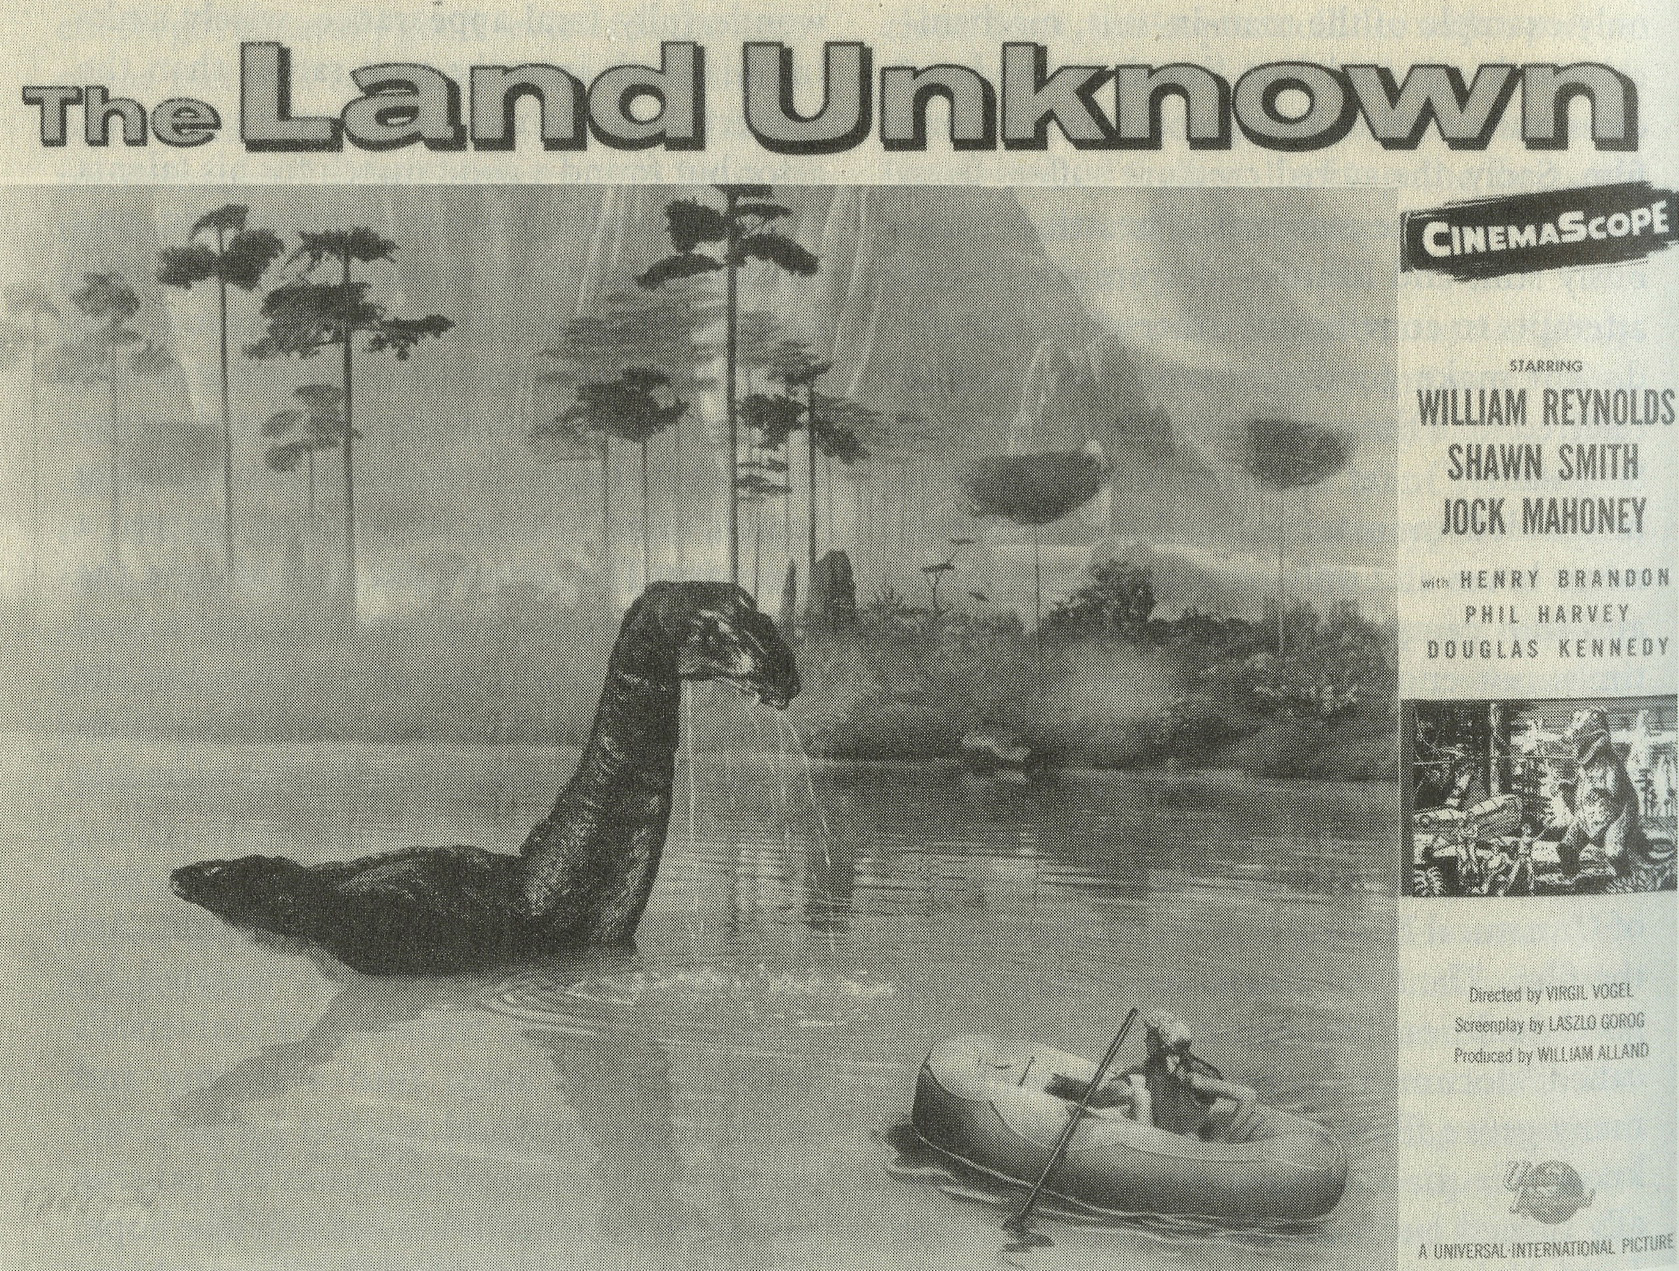 The Land Unknown
CINEMASCOPE
STARRING
WILLIAM REYNOLDS
SHAWN SMITH
JOCK MAHONEY
with HENRY BRANDON
PHIL HARVEY
DOUGLAS KENNEDY
Directed by VIRGIL VOGEL
Screenplay by LASZLO GOROG
Produced by WILLIAM ALLAND
A UNIVERSAL-INTERNATIONAL PICTURE